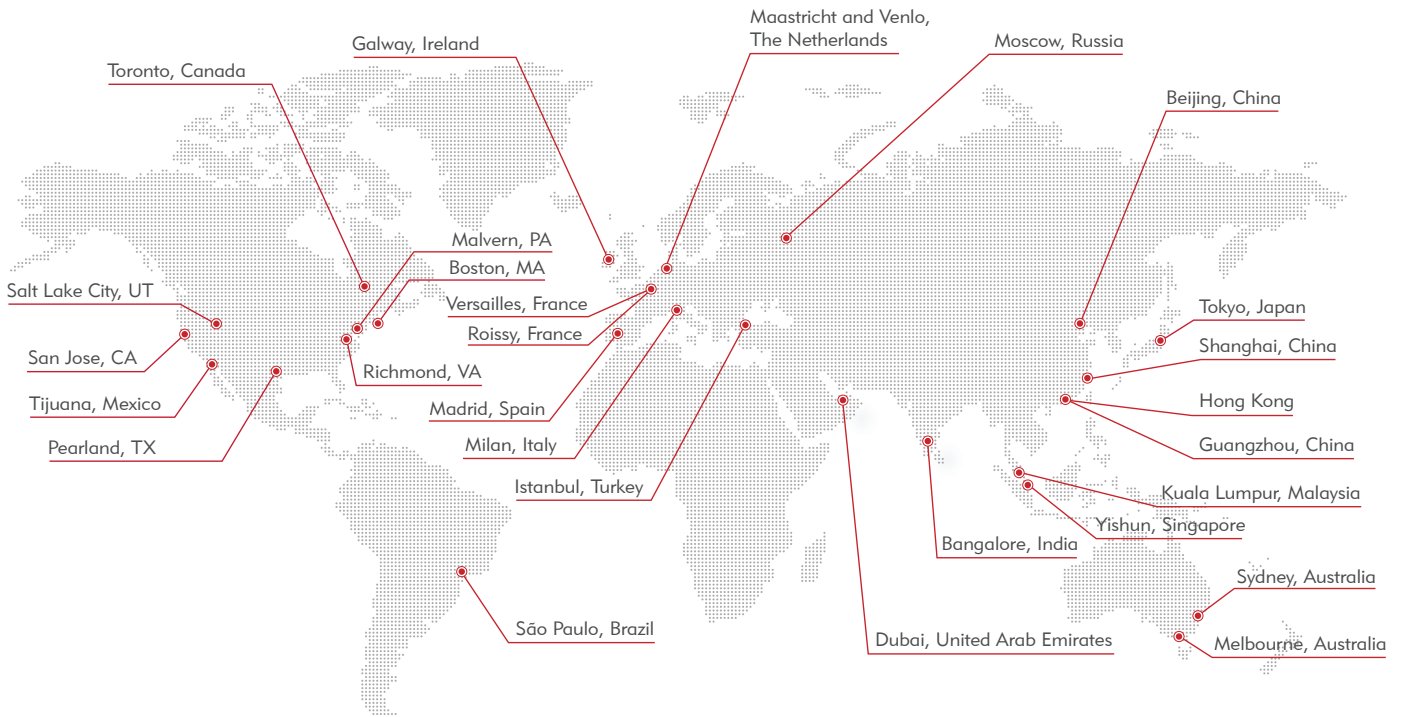 Maastricht and Venlo,
The Netherlands
Galway, Ireland
Moscow, Russia
Toronto, Canada
Beijing, China
Malvern, PA
Boston, MA
Salt Lake City, UT
Versailles, France
Tokyo, Japan
Roissy, France
Shanghai, China
San Jose, CA
Richmond, VA
Tijuana, Mexico
Madrid, Spain
Hong Kong
Pearland, TX
Milan, Italy
Guangzhou, China
Istanbul, Turkey
Kuala Lumpur, Malaysia
Yishun, Singapore
Bangalore, India
Sydney, Australia
São Paulo, Brazil
Dubai, United Arab Emirates
Melbourne, Australia